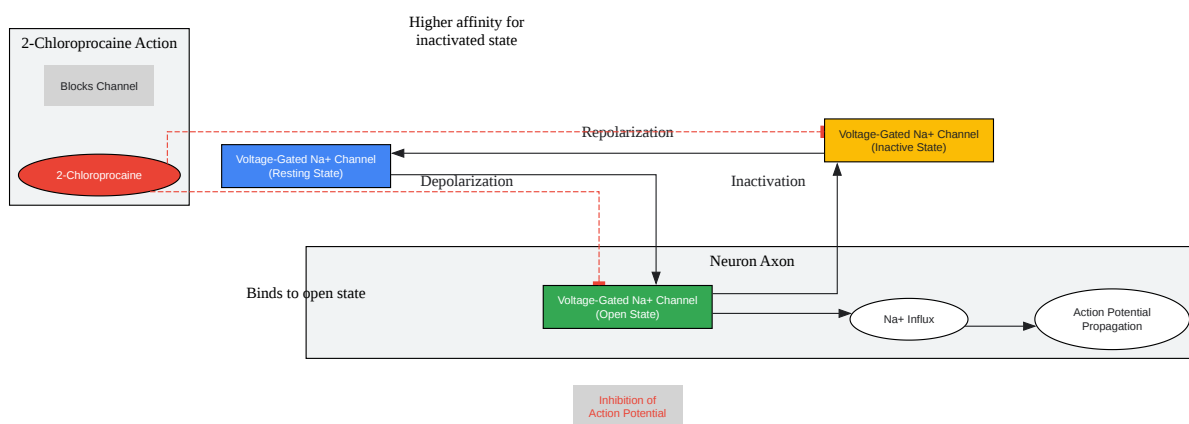 Higher affinity for
inactivated state
2-Chloroprocaine Action
Blocks Channel
2-Chloroprocaine
Voltage-Gated Na+ Channel
(Resting State)
Repolarization
Depolarization
Voltage-Gated Na+ Channel
(Inactive State)
Inactivation
Neuron Axon
Binds to open state
Voltage-Gated Na+ Channel
(Open State)
Na+ Influx
Action Potential
Propagation
Inhibition of
Action Potential